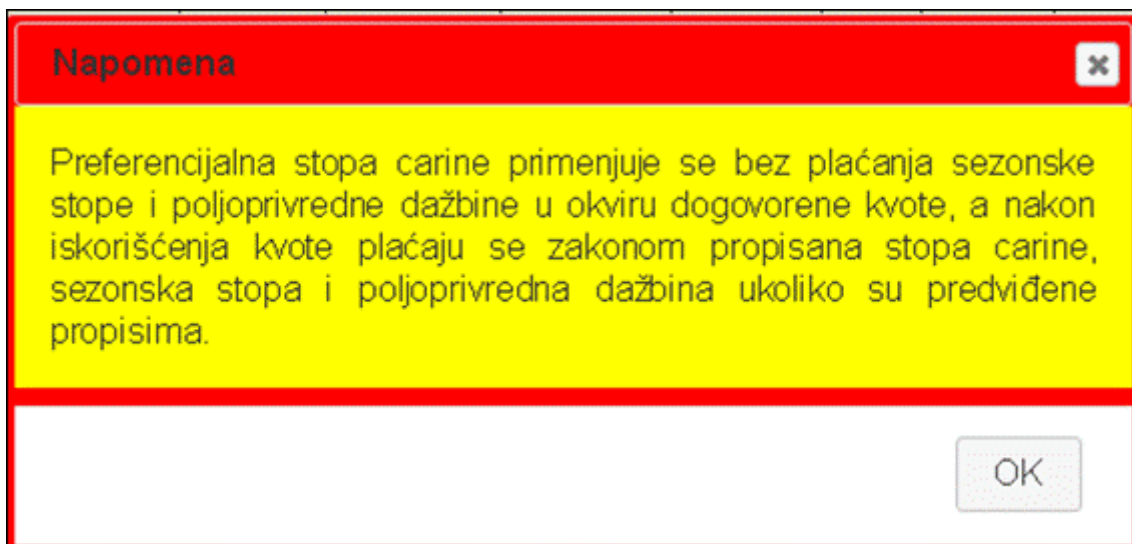 Napomena
Preferencijalna stopa carine primenjuje se bez plaćanja sezonske
stope i poljoprivredne dažbine u okviru dogovorene kvote, a nakon
iskorišćenja kvote plaćaju se zakonom propisana stopa carine,
sezonska stopa i poljoprivredna dažbina ukoliko su predviđene
propisima.
OK